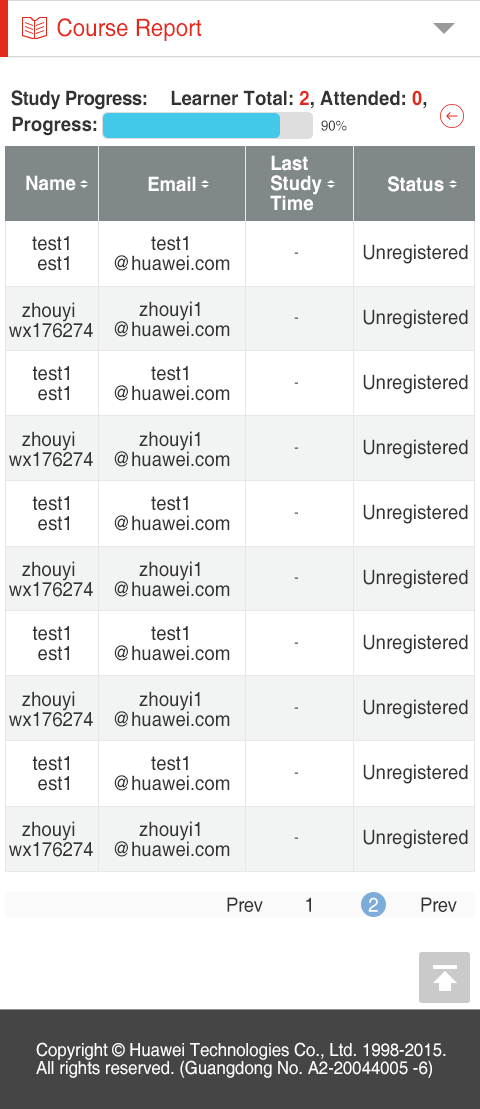 Course Report
Study Progress: Learner Total: 2, Attended: 0,
Progress: 90%
Name Email Last Study Time Status
test1 est1 test1 @huawei.com - Unregistered
zhouyi wx176274 zhouyi1 @huawei.com - Unregistered
test1 est1 test1 @huawei.com - Unregistered
zhouyi wx176274 zhouyi1 @huawei.com - Unregistered
test1 est1 test1 @huawei.com - Unregistered
zhouyi wx176274 zhouyi1 @huawei.com - Unregistered
test1 est1 test1 @huawei.com - Unregistered
zhouyi wx176274 zhouyi1 @huawei.com - Unregistered
test1 est1 test1 @huawei.com - Unregistered
zhouyi wx176274 zhouyi1 @huawei.com - Unregistered
Prev 1 2 Prev
Copyright © Huawei Technologies Co., Ltd. 1998-2015.
All rights reserved. (Guangdong No. A2-20044005 -6)